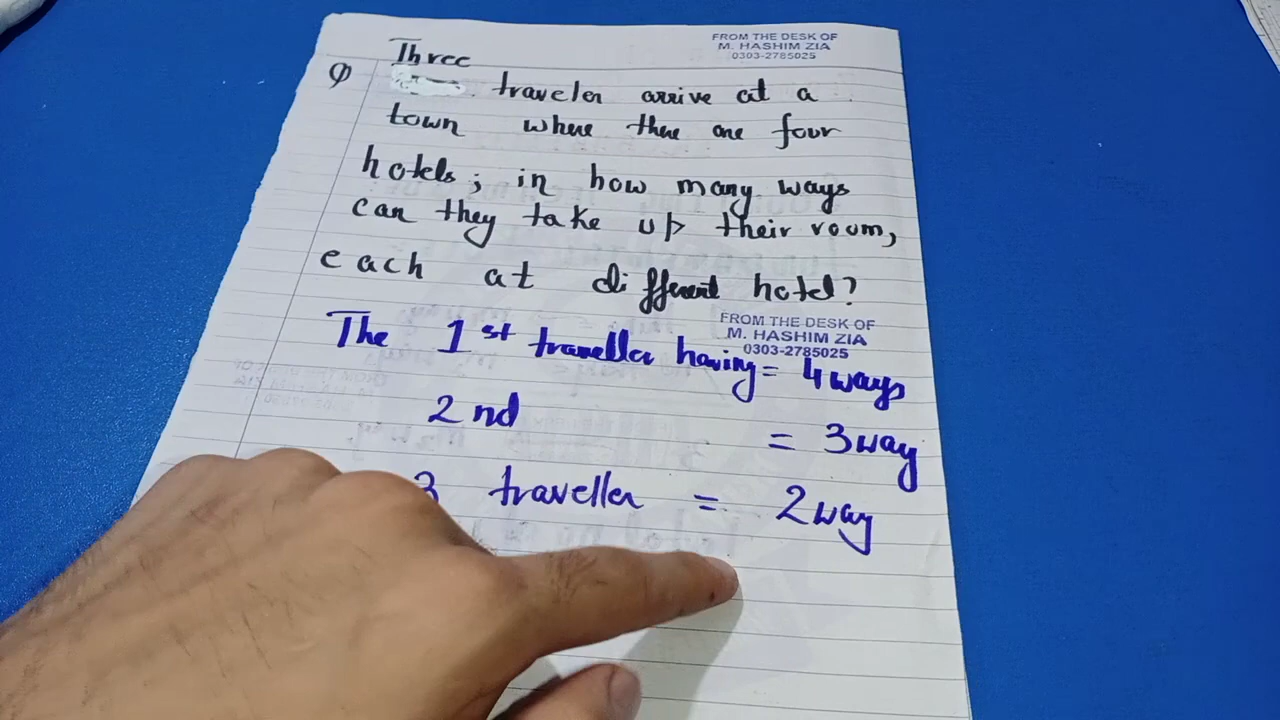 FROM THE DESK OF
M. HASHIM ZIA
0303-2785025
Three
Q traveler arrive at a
town where there are four
hotels; in how many ways
can they take up their room,
each at different hotel?
FROM THE DESK OF
M. HASHIM ZIA
0303-2785025
The 1st traveller having = 4 ways
2nd = 3 way
3 traveller = 2 way